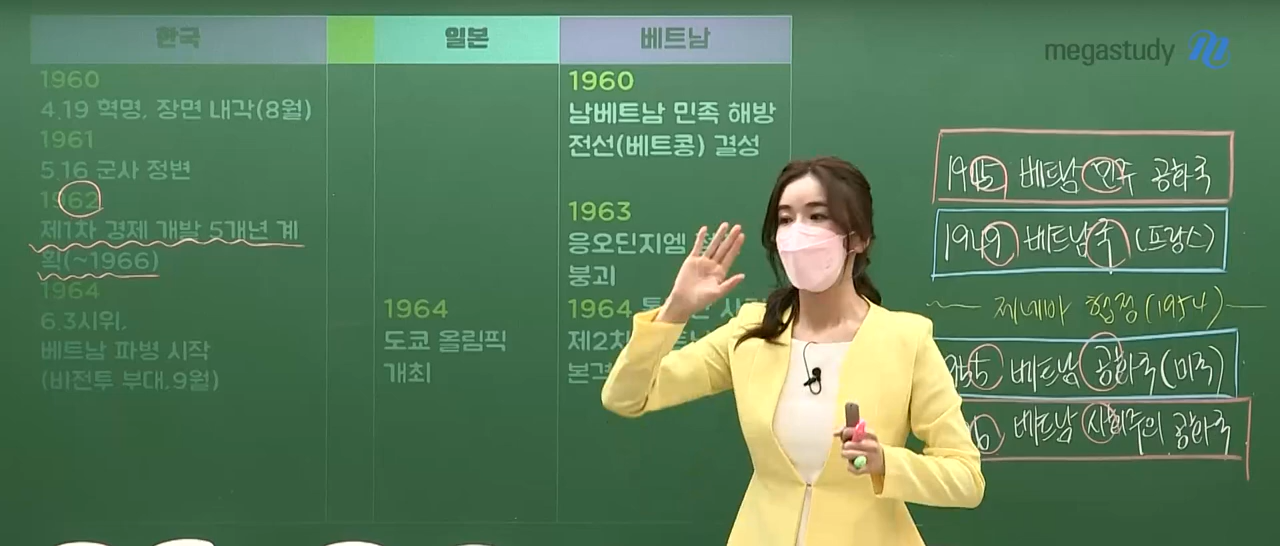 한국
일본
베트남
megastudy
1960
4.19 혁명, 장면 내각(8월)
1961
5.16 군사 정변
1962
제1차 경제 개발 5개년 계
획(~1966)
1964
6.3시위,
베트남 파병 시작
(비전투 부대.9월)
1964
도쿄 올림픽
개최
1960
남베트남 민족 해방
전선(베트콩) 결성
1963
응오딘지엠
붕괴
1964
제2차
본격
1945 베트남 민주 공화국
1949 베트남국 (프랑스)
제네바 협정(1954)
55 베트남 공화국(미국)
6 베트남 사회주의 공화국